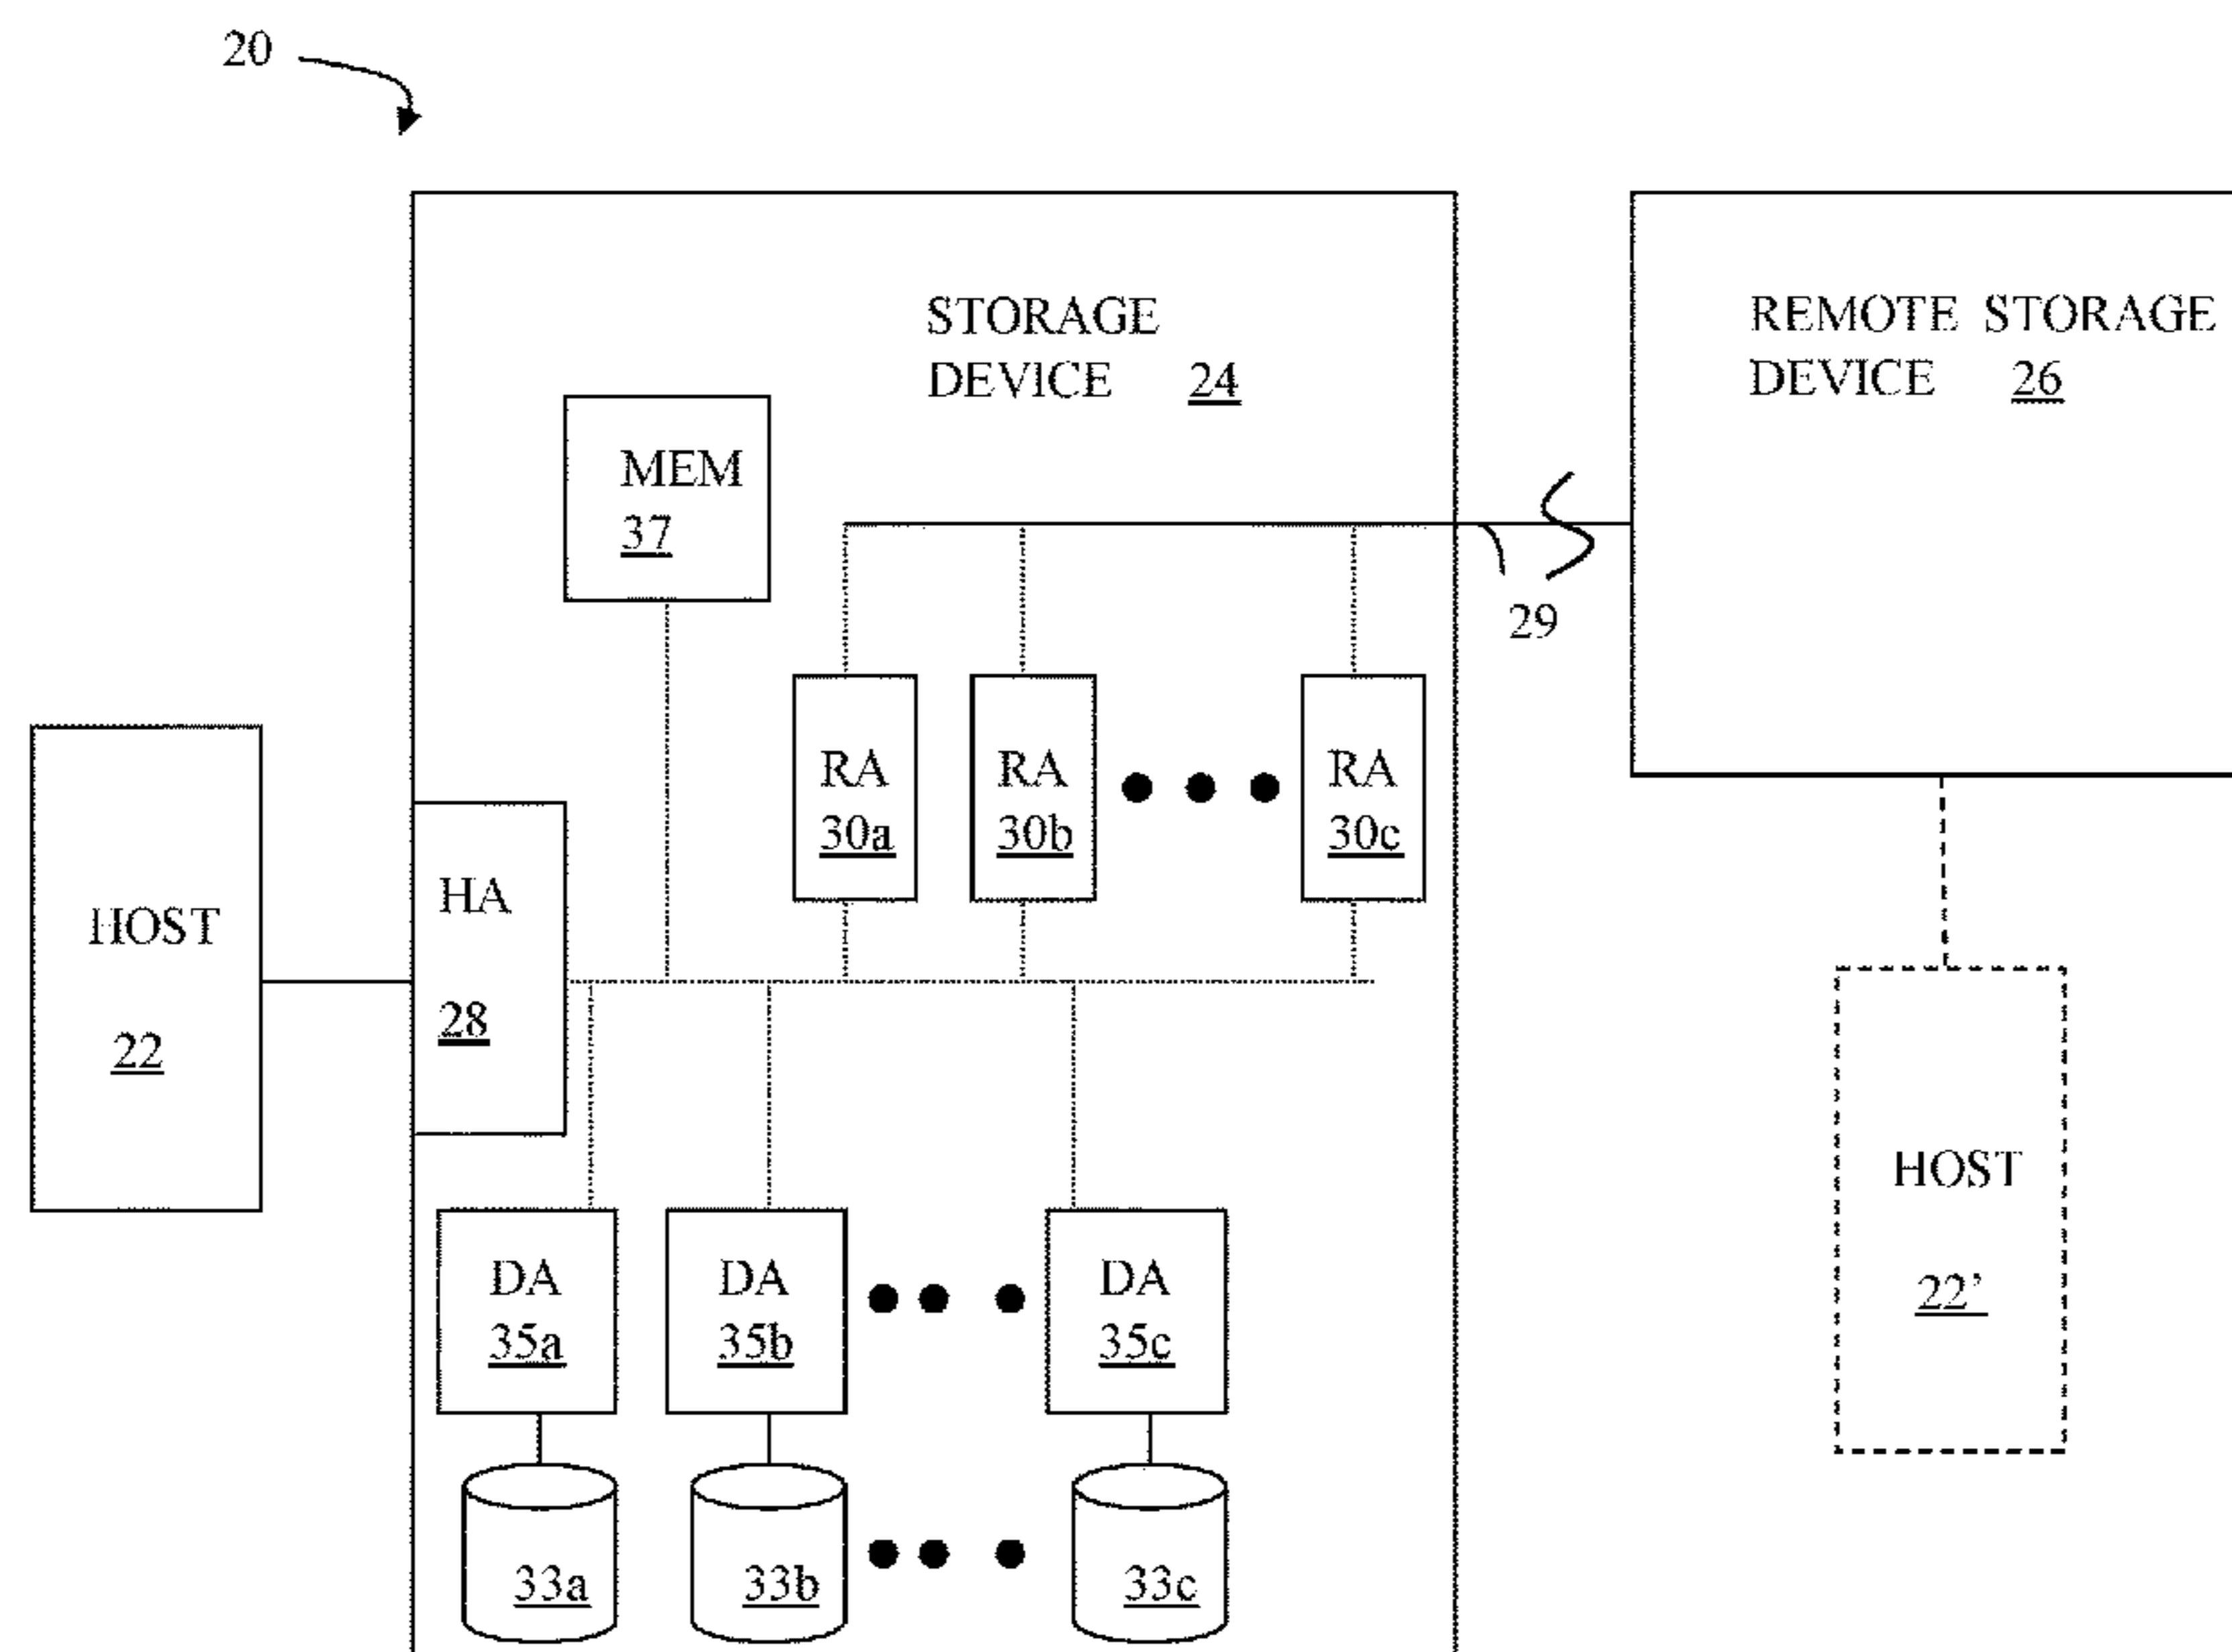 20
STORAGE
DEVICE 24
REMOTE STORAGE
DEVICE 26
MEM
37
29
RA
30a
RA
30b
RA
30c
HOST
22
HA
28
HOST
22’
DA
35a
DA
35b
DA
35c
33a
33b
33c